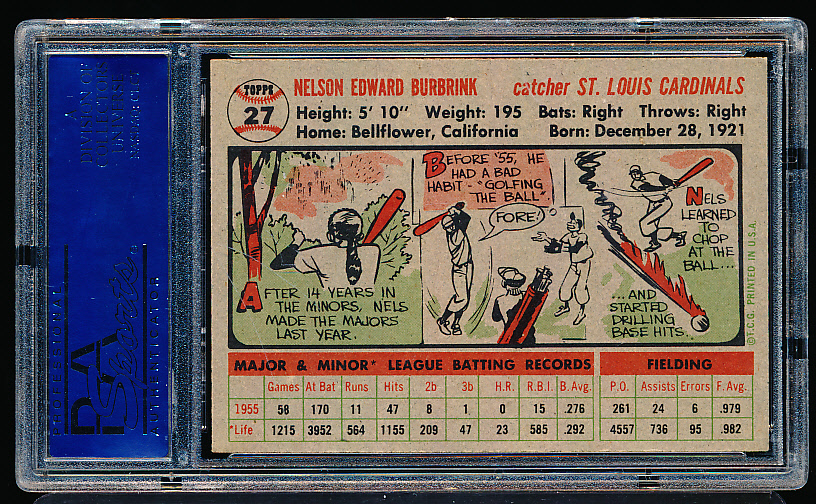 TOPPS
27
NELSON EDWARD BURBRINK catcher ST. LOUIS CARDINALS
Height: 5' 10" Weight: 195 Bats: Right Throws: Right
Home: Bellflower, California Born: December 28, 1921
AFTER 14 YEARS IN
THE MINORS, NELS
MADE THE MAJORS
LAST YEAR.
BEFORE '55, HE
HAD A BAD
HABIT - "GOLFING
THE BALL".
FORE!
NELS
LEARNED
TO
CHOP
AT THE
BALL...
...AND
STARTED
DRILLING
BASE HITS..
©T.C.G. PRINTED IN U.S.A.
MAJOR & MINOR* LEAGUE BATTING RECORDS FIELDING
Games At Bat Runs Hits 2b 3b H.R. R.B.I. B. Avg. P.O. Assists Errors F. Avg.
1955 58 170 11 47 8 1 0 15 .276 261 24 6 .979
*Life 1215 3952 564 1155 209 47 23 585 .292 4557 736 95 .982
A
DIVISION OF
COLLECTORS
UNIVERSE
PSA